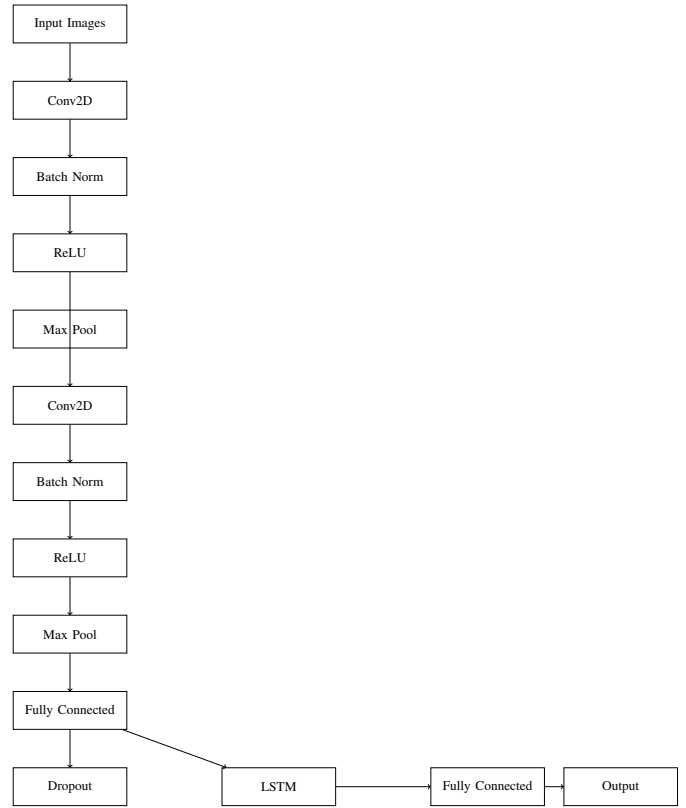 Input Images
Conv2D
Batch Norm
ReLU
Max Pool
Conv2D
Batch Norm
ReLU
Max Pool
Fully Connected
Dropout
LSTM
Fully Connected
Output